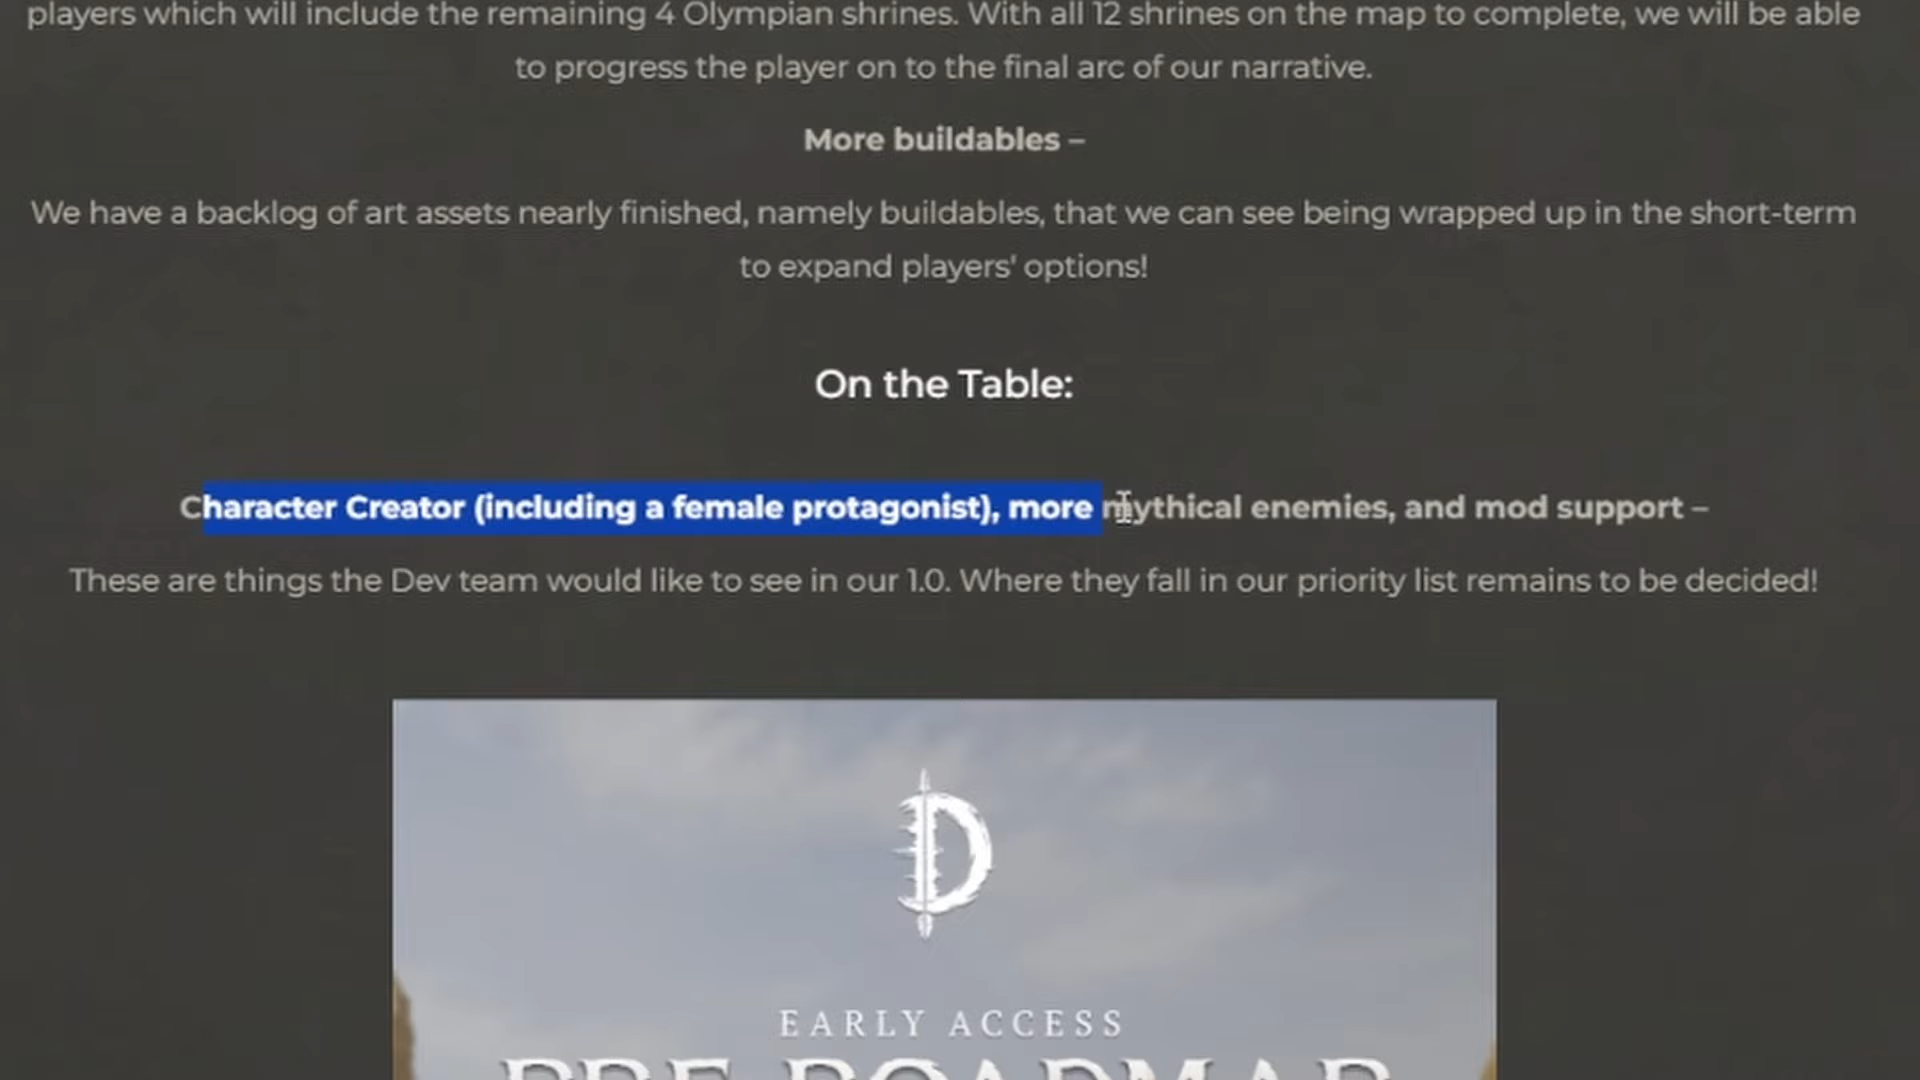 players which will include the remaining 4 Olympian shrines. With all 12 shrines on the map to complete, we will be able
to progress the player on to the final arc of our narrative.
More buildables –
We have a backlog of art assets nearly finished, namely buildables, that we can see being wrapped up in the short-term
to expand players' options!
On the Table:
Character Creator (including a female protagonist), more mythical enemies, and mod support –
These are things the Dev team would like to see in our 1.0. Where they fall in our priority list remains to be decided!
D
EARLY ACCESS
PRE-ROADMAP